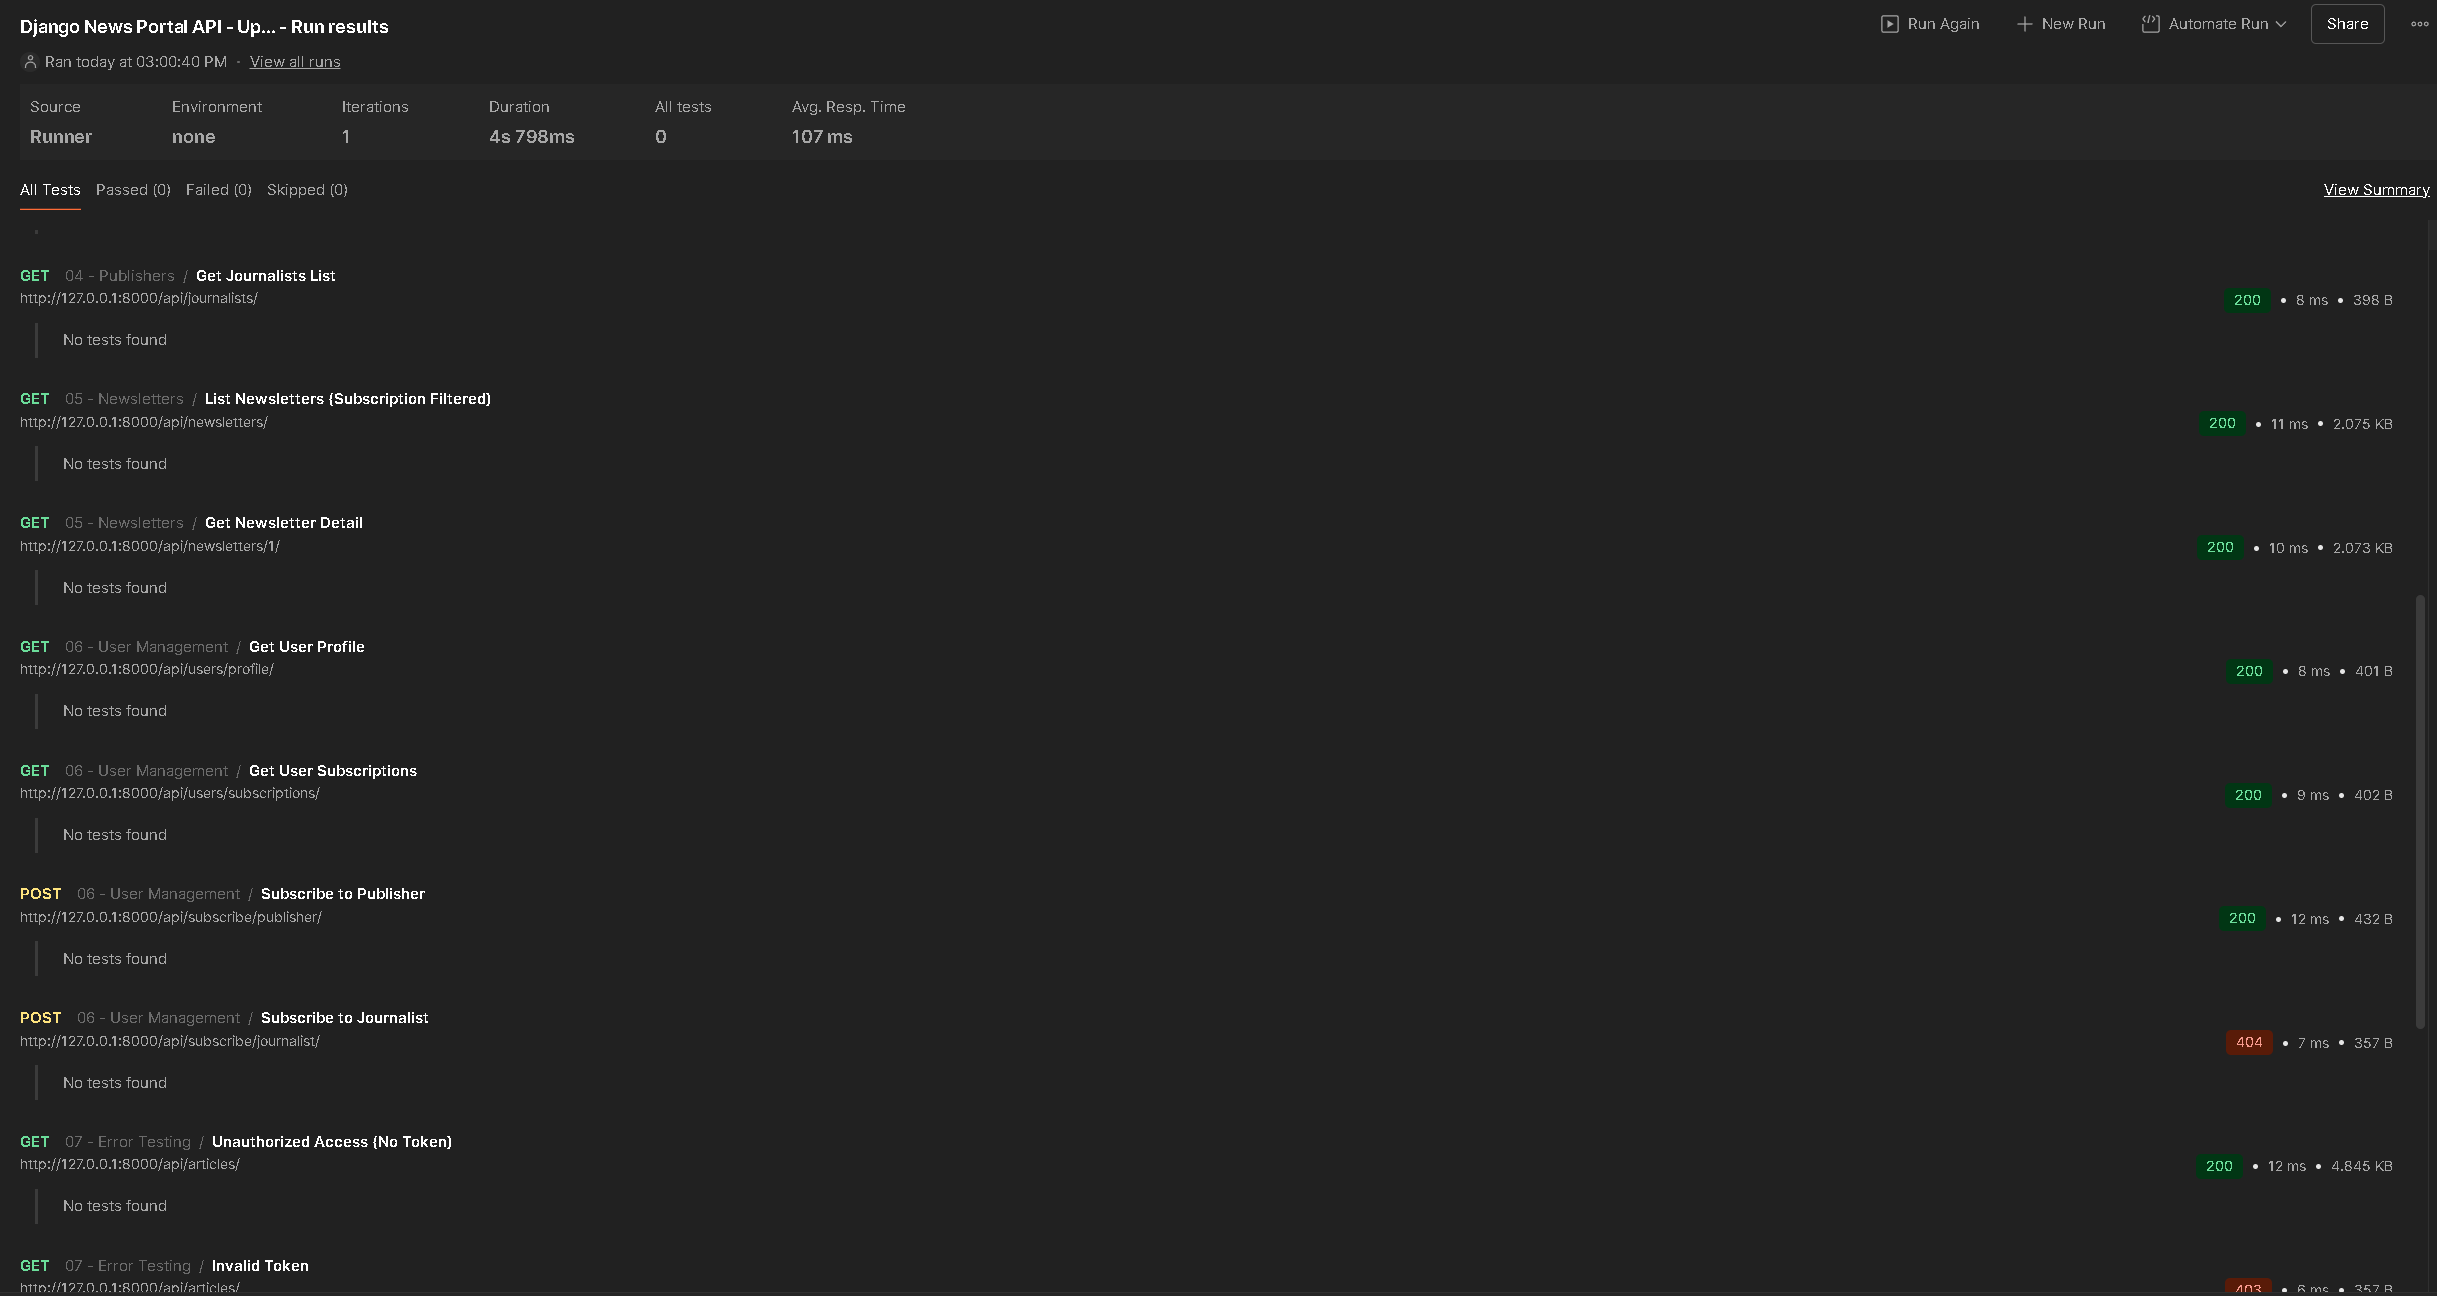 Django News Portal API - Up... - Run results
Run Again
New Run
Automate Run
Share
Ran today at 03:00:40 PM · View all runs
Source Environment Iterations Duration All tests Avg. Resp. Time
Runner none 1 4s 798ms 0 107 ms
All Tests Passed (0) Failed (0) Skipped (0) View Summary
GET 04 - Publishers / Get Journalists List
http://127.0.0.1:8000/api/journalists/
200 • 8 ms • 398 B
No tests found
GET 05 - Newsletters / List Newsletters (Subscription Filtered)
http://127.0.0.1:8000/api/newsletters/
200 • 11 ms • 2.075 KB
No tests found
GET 05 - Newsletters / Get Newsletter Detail
http://127.0.0.1:8000/api/newsletters/1/
200 • 10 ms • 2.073 KB
No tests found
GET 06 - User Management / Get User Profile
http://127.0.0.1:8000/api/users/profile/
200 • 8 ms • 401 B
No tests found
GET 06 - User Management / Get User Subscriptions
http://127.0.0.1:8000/api/users/subscriptions/
200 • 9 ms • 402 B
No tests found
POST 06 - User Management / Subscribe to Publisher
http://127.0.0.1:8000/api/subscribe/publisher/
200 • 12 ms • 432 B
No tests found
POST 06 - User Management / Subscribe to Journalist
http://127.0.0.1:8000/api/subscribe/journalist/
404 • 7 ms • 357 B
No tests found
GET 07 - Error Testing / Unauthorized Access (No Token)
http://127.0.0.1:8000/api/articles/
200 • 12 ms • 4.845 KB
No tests found
GET 07 - Error Testing / Invalid Token
http://127.0.0.1:8000/api/articles/
403 • 6 ms • 357 B